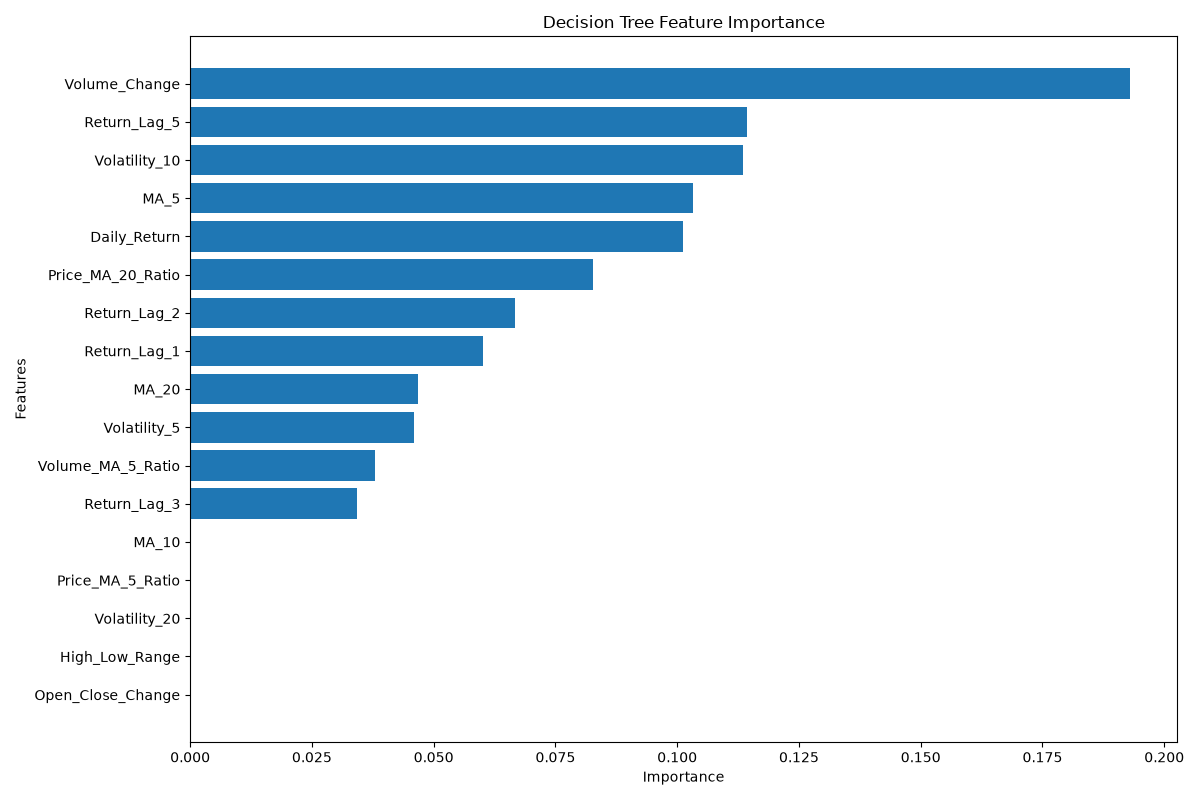 Decision Tree Feature Importance
Volume_Change
Return_Lag_5
Volatility_10
MA_5
Daily_Return
Price_MA_20_Ratio
Return_Lag_2
Return_Lag_1
MA_20
Volatility_5
Volume_MA_5_Ratio
Return_Lag_3
MA_10
Price_MA_5_Ratio
Volatility_20
High_Low_Range
Open_Close_Change
Features
0.000 0.025 0.050 0.075 0.100 0.125 0.150 0.175 0.200
Importance